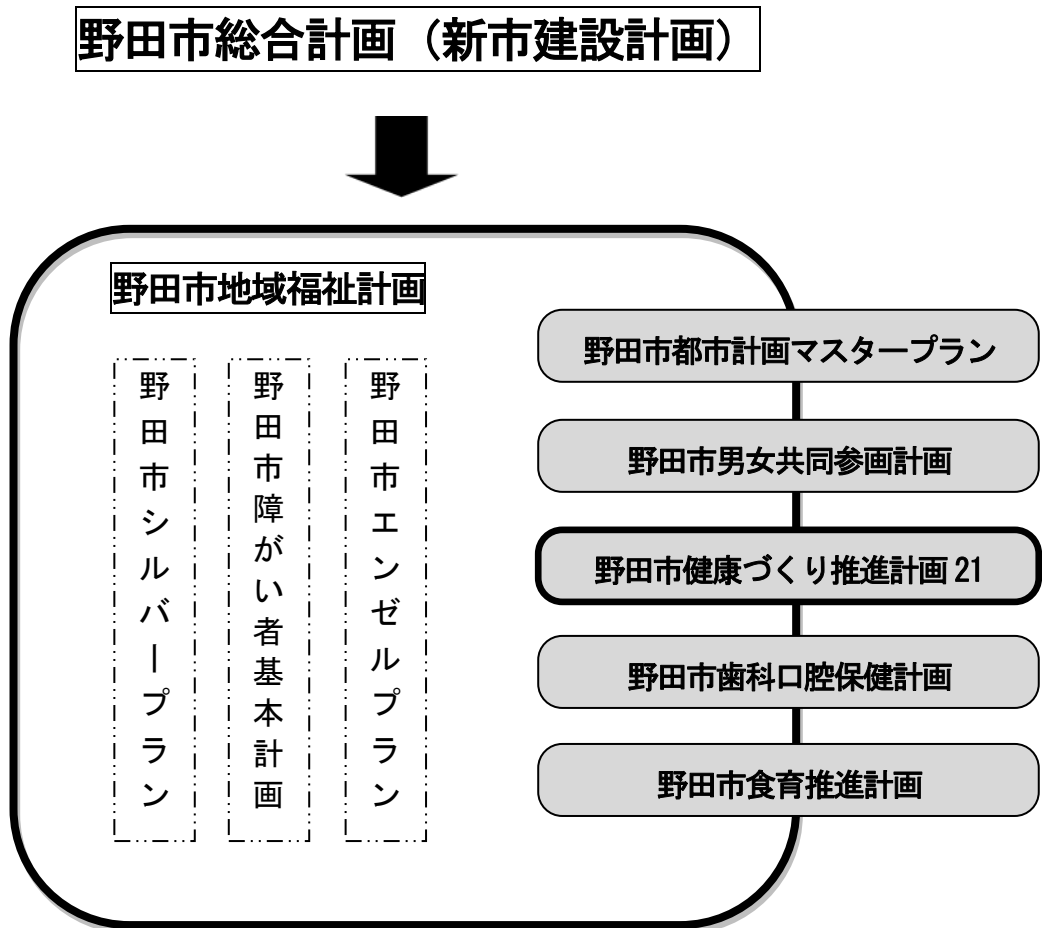 野田市総合計画（新市建設計画）
野田市地域福祉計画
野田市シルバープラン
野田市障がい者基本計画
野田市エンゼルプラン
野田市都市計画マスタープラン
野田市男女共同参画計画
野田市健康づくり推進計画 21
野田市歯科口腔保健計画
野田市食育推進計画